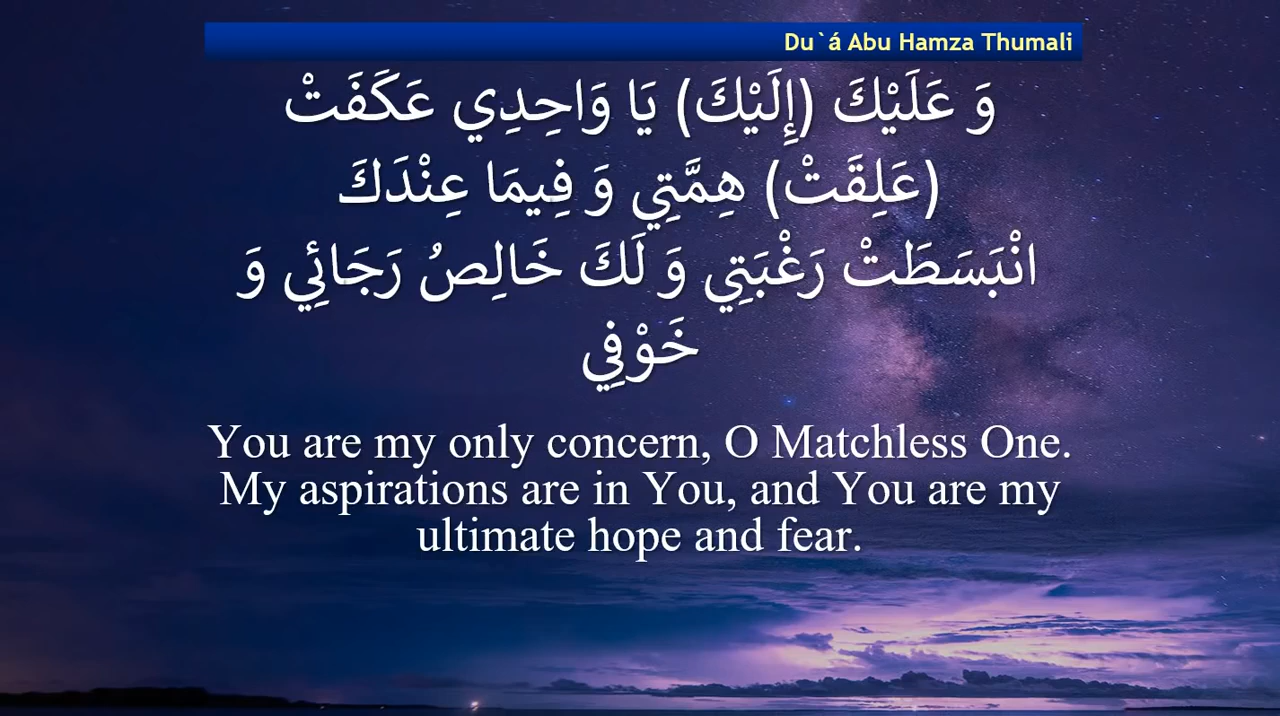 Du`á Abu Hamza Thumali
وَ عَلَيْكَ (إِلَيْكَ) يَا وَاحِدِي عَكَفَتْ
(عَلِقَتْ) هِمَّتِي وَ فِيمَا عِنْدَكَ
انْبَسَطَتْ رَغْبَتِي وَ لَكَ خَالِصُ رَجَائِي وَ
خَوْفِي
You are my only concern, O Matchless One.
My aspirations are in You, and You are my
ultimate hope and fear.